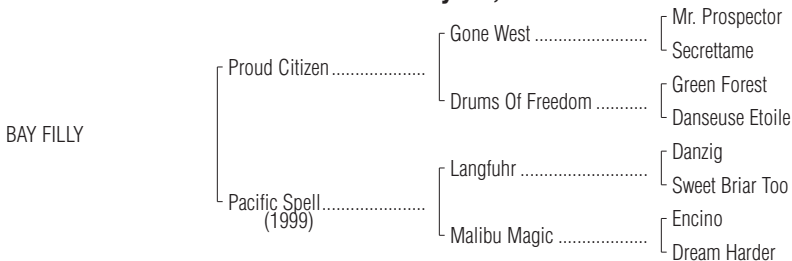 Mr. Prospector
Gone West ........................
Secrettame
Proud Citizen.....................
Green Forest
Drums Of Freedom ...........
Danseuse Etoile
BAY FILLY
Danzig
Langfuhr ...........................
Sweet Briar Too
Pacific Spell.......................
(1999)
Encino
Malibu Magic ...................
Dream Harder